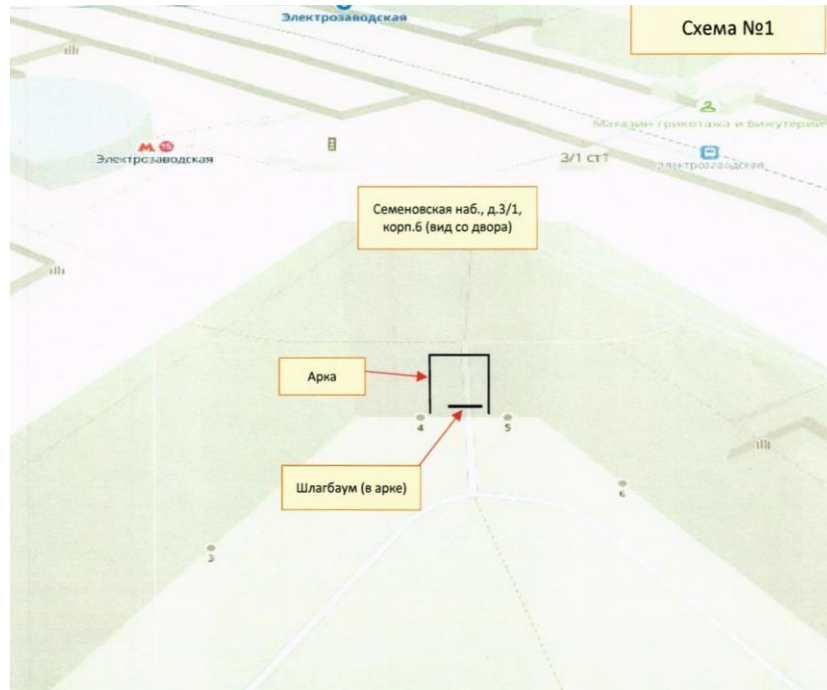 Электрозаводская
Схема №1
Магазин трикотажа и бижутерии
М 15
Электрозаводская
3/1 ст1
Электрозаводская
Семеновская наб., д.3/1,
корп.6 (вид со двора)
Арка
4
5
Шлагбаум (в арке)
6
3